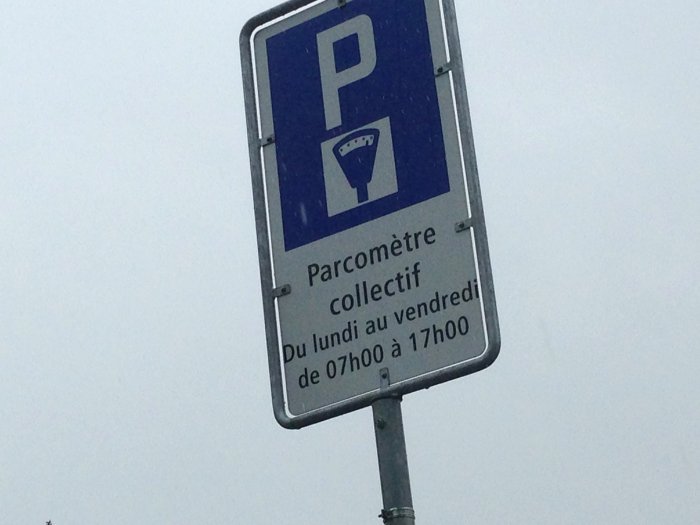 P
Parcomètre
collectif
Du lundi au vendredi
de 07h00 à 17h00